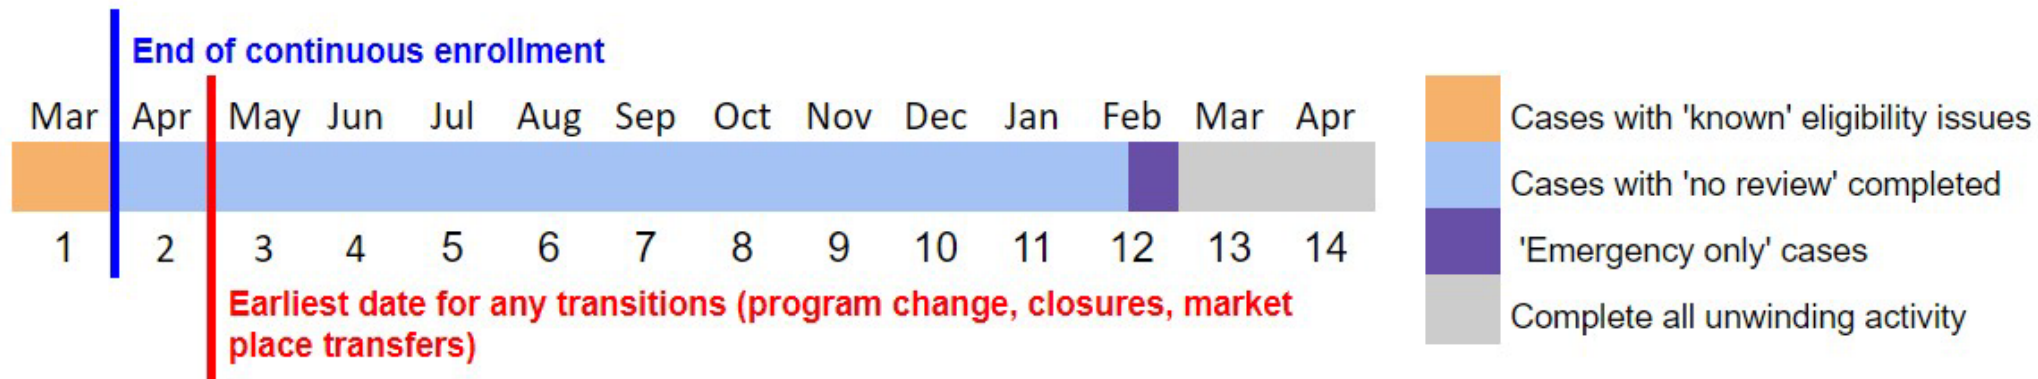 End of continuous enrollment
Mar Apr May Jun Jul Aug Sep Oct Nov Dec Jan Feb Mar Apr
1 2 3 4 5 6 7 8 9 10 11 12 13 14
Earliest date for any transitions (program change, closures, market
place transfers)
Cases with 'known' eligibility issues
Cases with 'no review' completed
'Emergency only' cases
Complete all unwinding activity